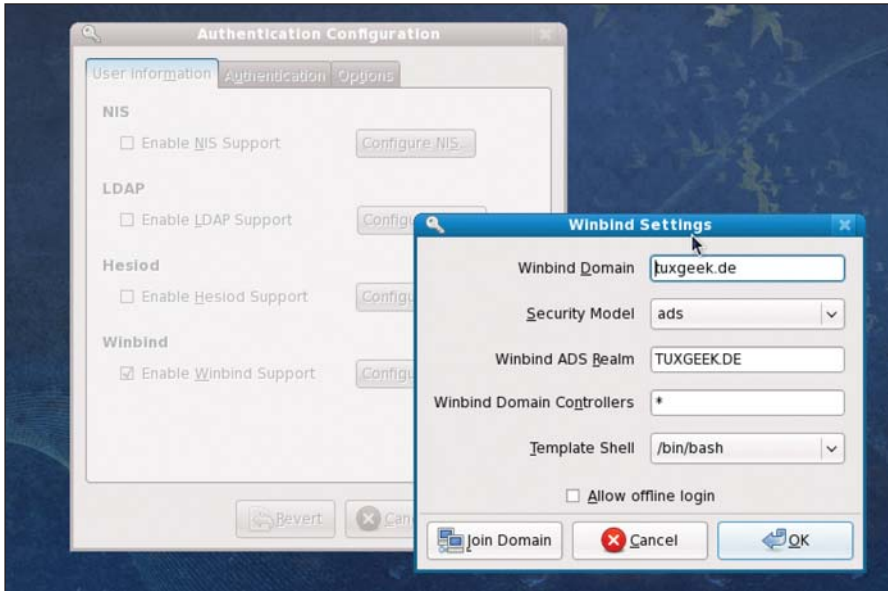 Authentication Configuration
User Information
Authentication
Options
NIS
Enable NIS Support
Configure NIS...
LDAP
Enable LDAP Support
Hesiod
Enable Hesiod Support
Winbind
Enable Winbind Support
Revert
Winbind Settings
Winbind Domain
tuxgeek.de
Security Model
ads
Winbind ADS Realm
TUXGEEK.DE
Winbind Domain Controllers
*
Template Shell
/bin/bash
Allow offline login
Join Domain
Cancel
OK